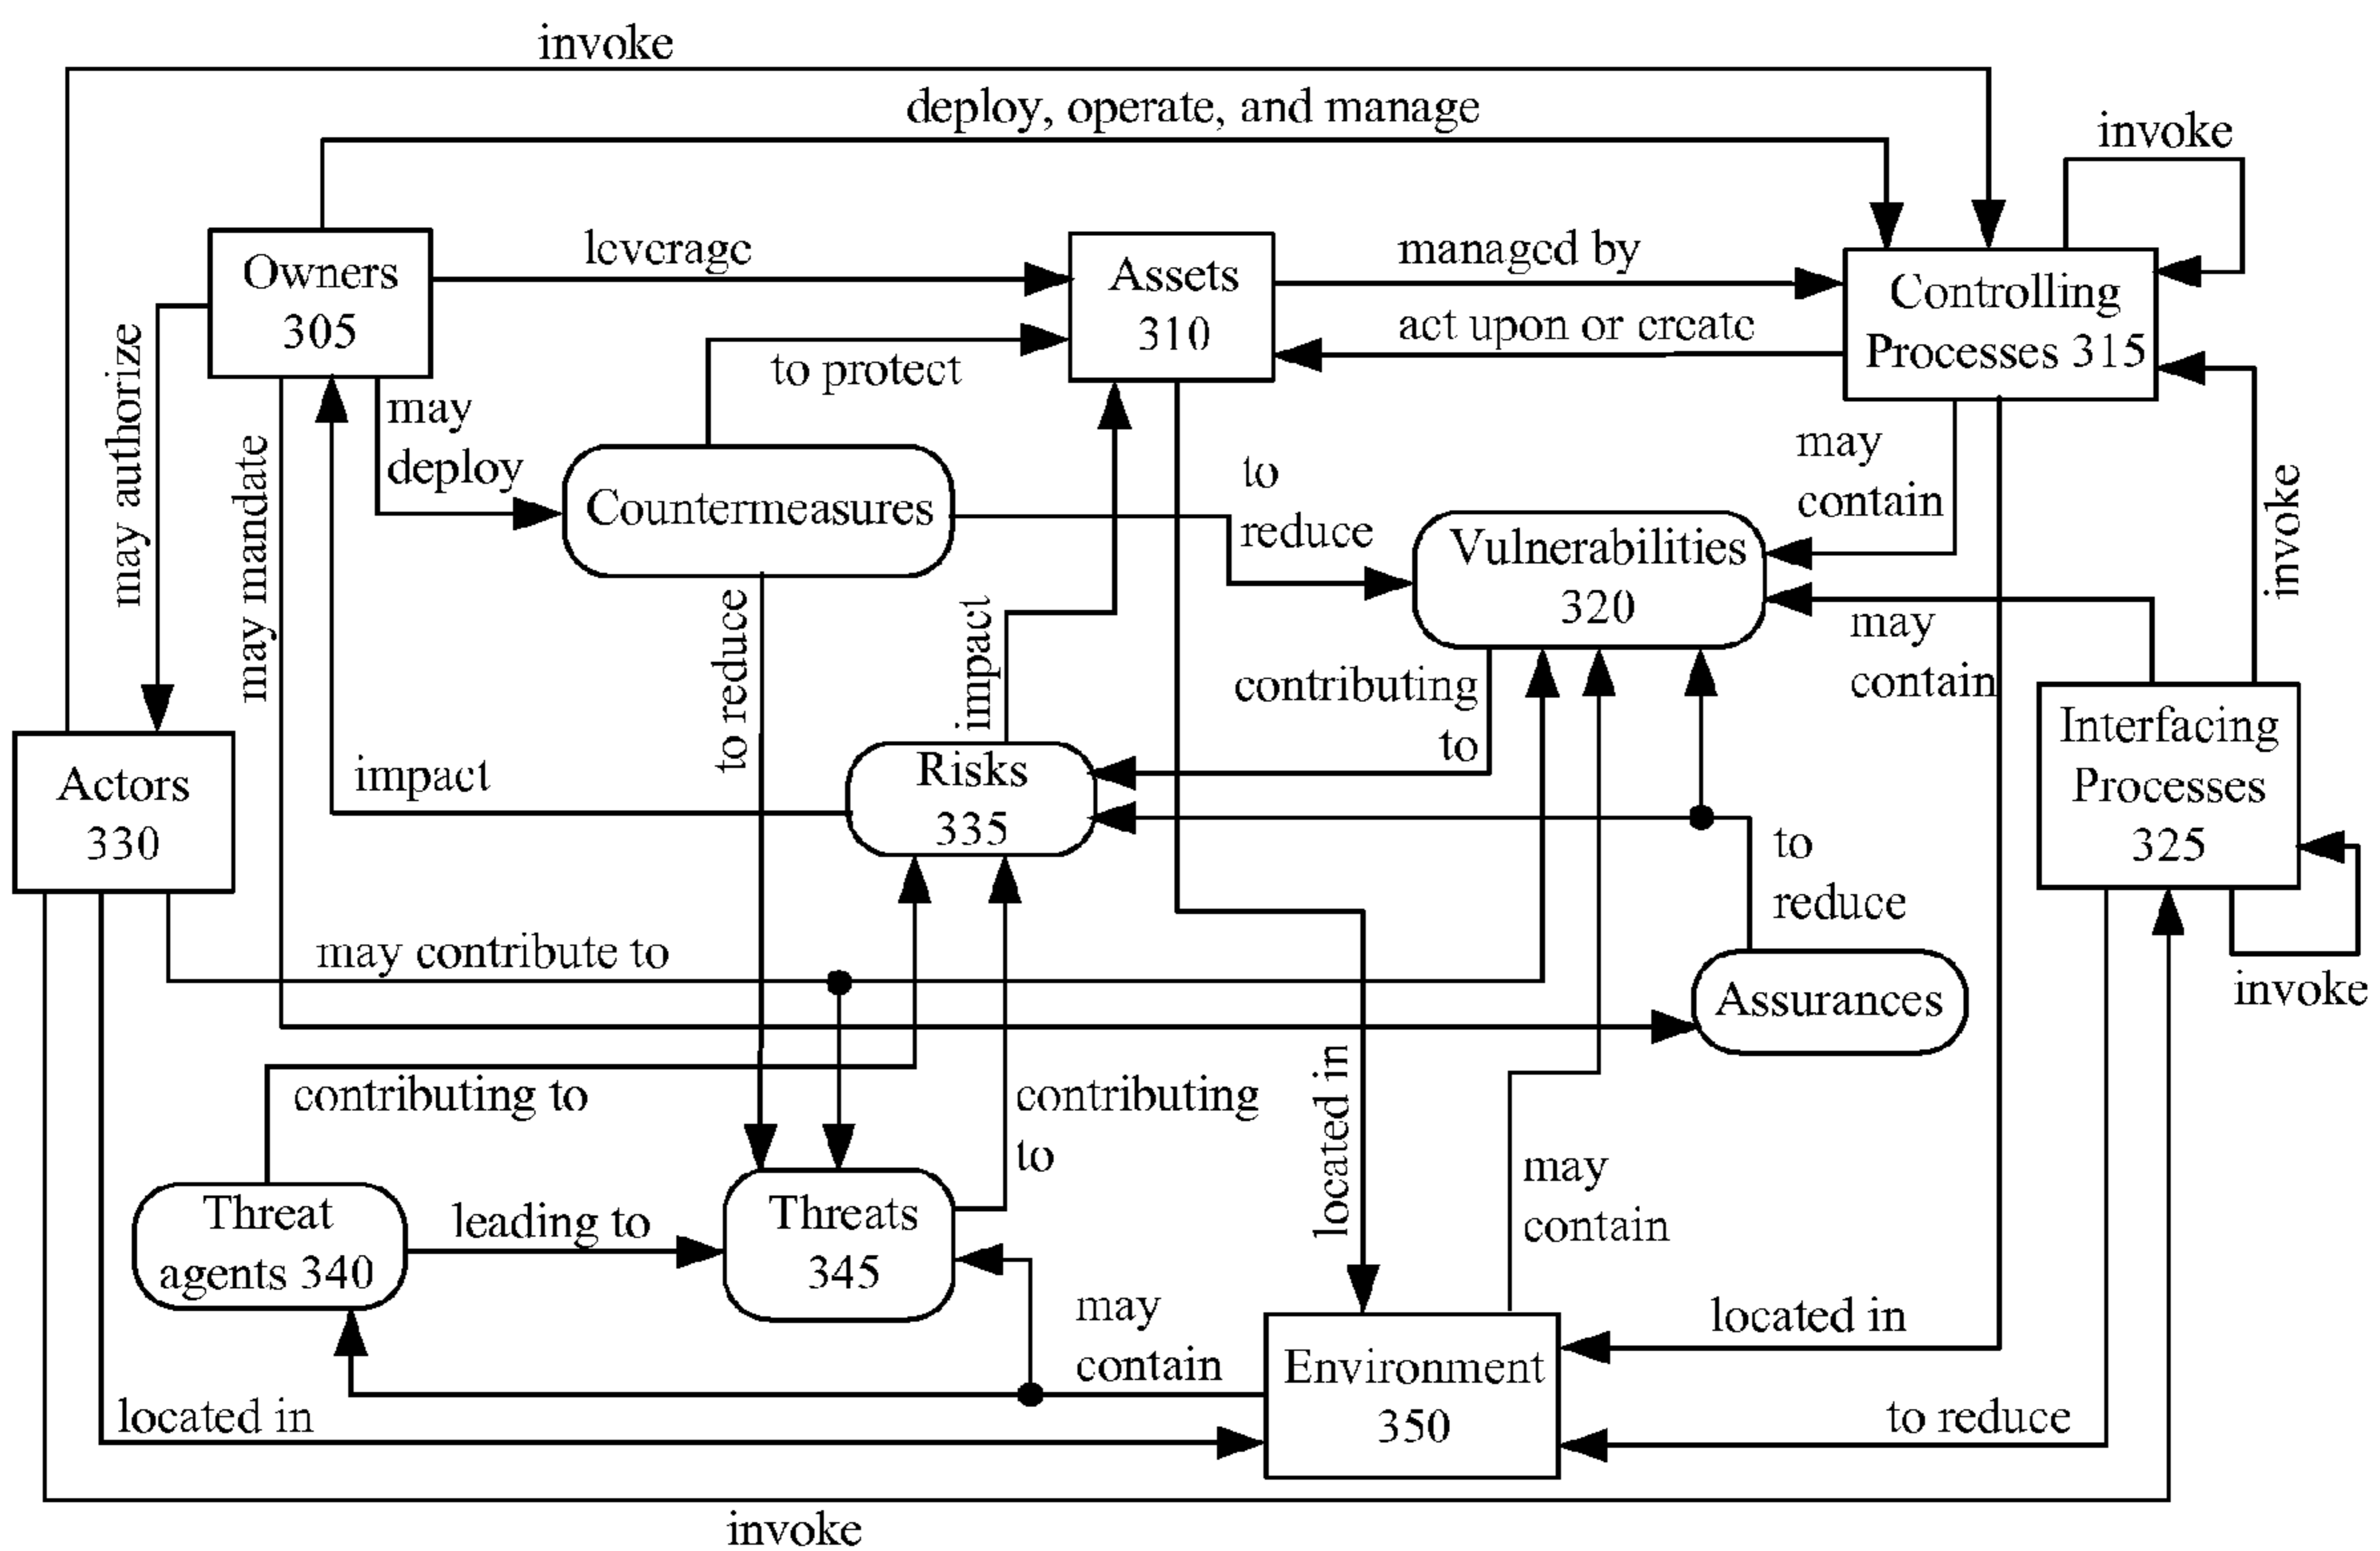 invoke
deploy, operate, and manage
invoke
Owners
305
leverage
Assets
310
managed by
act upon or create
Controlling
Processes 315
to protect
may authorize
may mandate
may
deploy
Countermeasures
to
reduce
may
contain
Vulnerabilities
320
invoke
may
contain
to reduce
impact
contributing
to
Interfacing
Processes
325
Actors
330
impact
Risks
335
to
reduce
may contribute to
Assurances
invoke
contributing to
contributing
to
located in
may
contain
Threat
agents 340
leading to
Threats
345
may
contain
Environment
350
located in
located in
to reduce
invoke